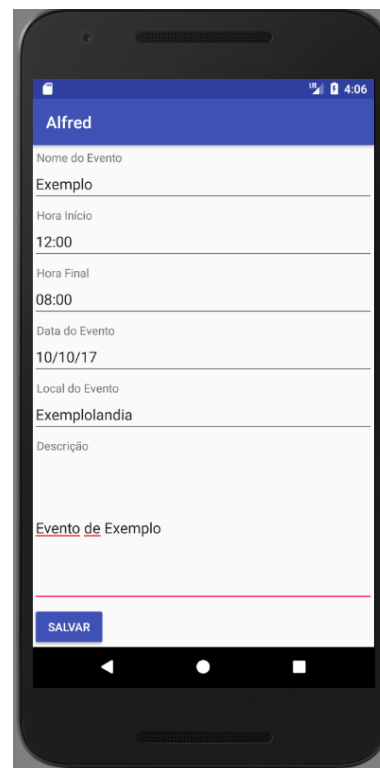 LTE 4:06
Alfred
Nome do Evento
Exemplo
Hora Início
12:00
Hora Final
08:00
Data do Evento
10/10/17
Local do Evento
Exemplolandia
Descrição
Evento de Exemplo
SALVAR